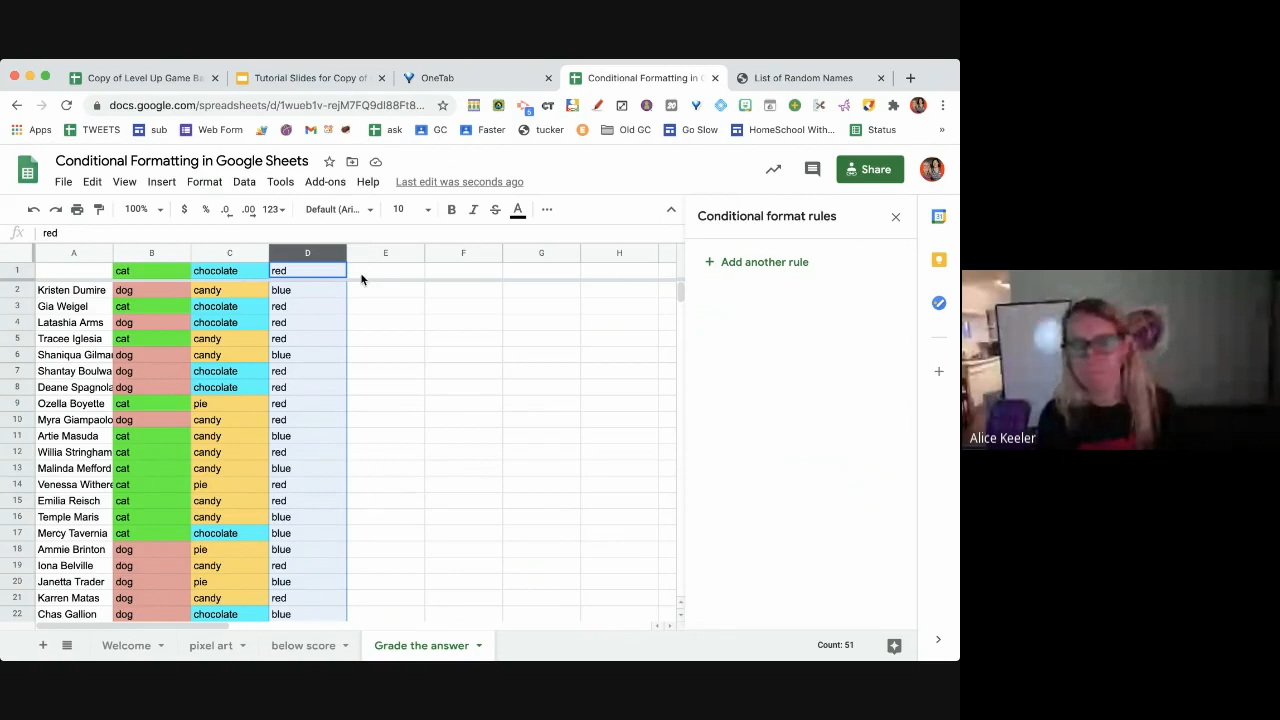 Copy of Level Up Game Ba
Tutorial Slides for Copy of
OneTab
Conditional Formatting in G
List of Random Names
docs.google.com/spreadsheets/d/1wueb1v-rejM7FQ9dI88Ft8...
Apps
TWEETS
sub
Web Form
ask
GC
Faster
tucker
Old GC
Go Slow
HomeSchool With...
Status
Conditional Formatting in Google Sheets
File Edit View Insert Format Data Tools Add-ons Help Last edit was seconds ago
Share
100% $ % .0 .00 123 Default (Ari... 10 B I S A
Conditional format rules
fx red
A B C D E F G H
+ Add another rule
1 cat chocolate red
2 Kristen Dumire dog candy blue
3 Gia Weigel cat chocolate red
4 Latashia Arms dog chocolate red
5 Tracee Iglesia cat candy red
6 Shaniqua Gilma dog candy blue
7 Shantay Boulwa dog chocolate red
8 Deane Spagnola dog chocolate red
9 Ozella Boyette cat pie red
10 Myra Giampaolo dog candy red
11 Artie Masuda cat candy blue
12 Willia Stringham cat candy red
13 Malinda Mefford cat candy blue
14 Venessa Withere cat pie red
15 Emilia Reisch cat candy red
16 Temple Maris cat candy blue
17 Mercy Tavernia cat chocolate blue
18 Ammie Brinton dog pie blue
19 Iona Belville dog candy red
20 Janetta Trader dog pie blue
21 Karren Matas dog candy red
22 Chas Gallion dog chocolate blue
Welcome pixel art below score Grade the answer Count: 51
Alice Keeler